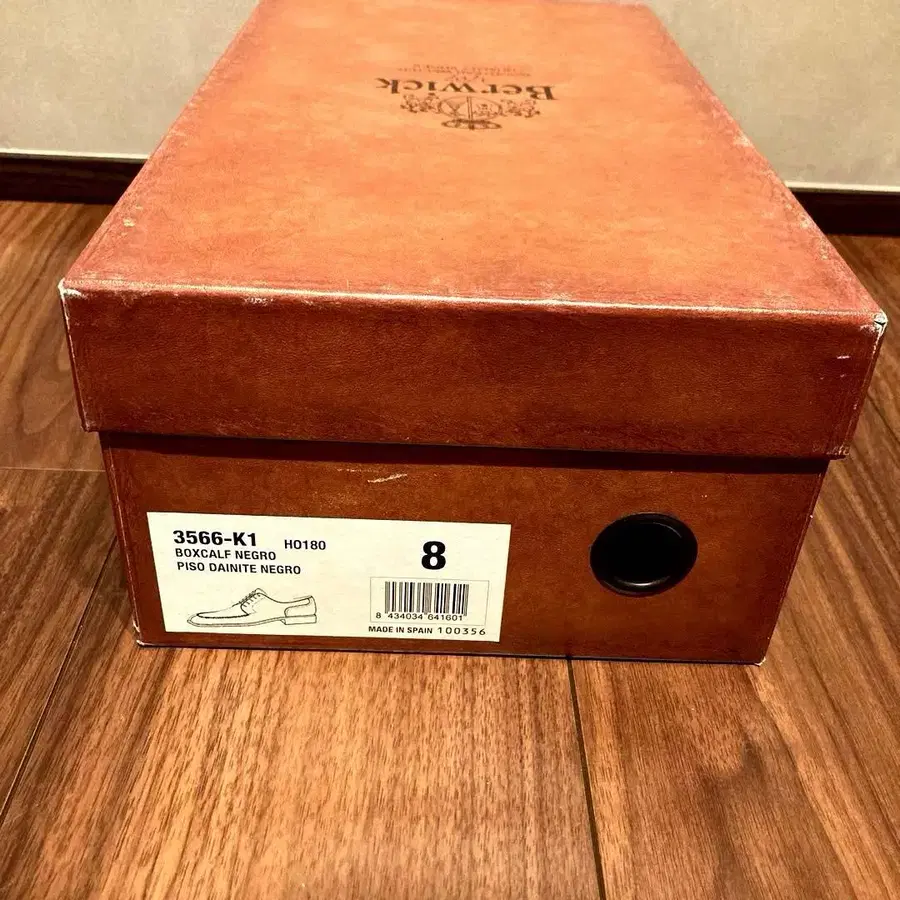 Berwick
3566-K1 HO180
BOXCALF NEGRO
PISO DAINITE NEGRO
8
8 434034 641601
MADE IN SPAIN 100356